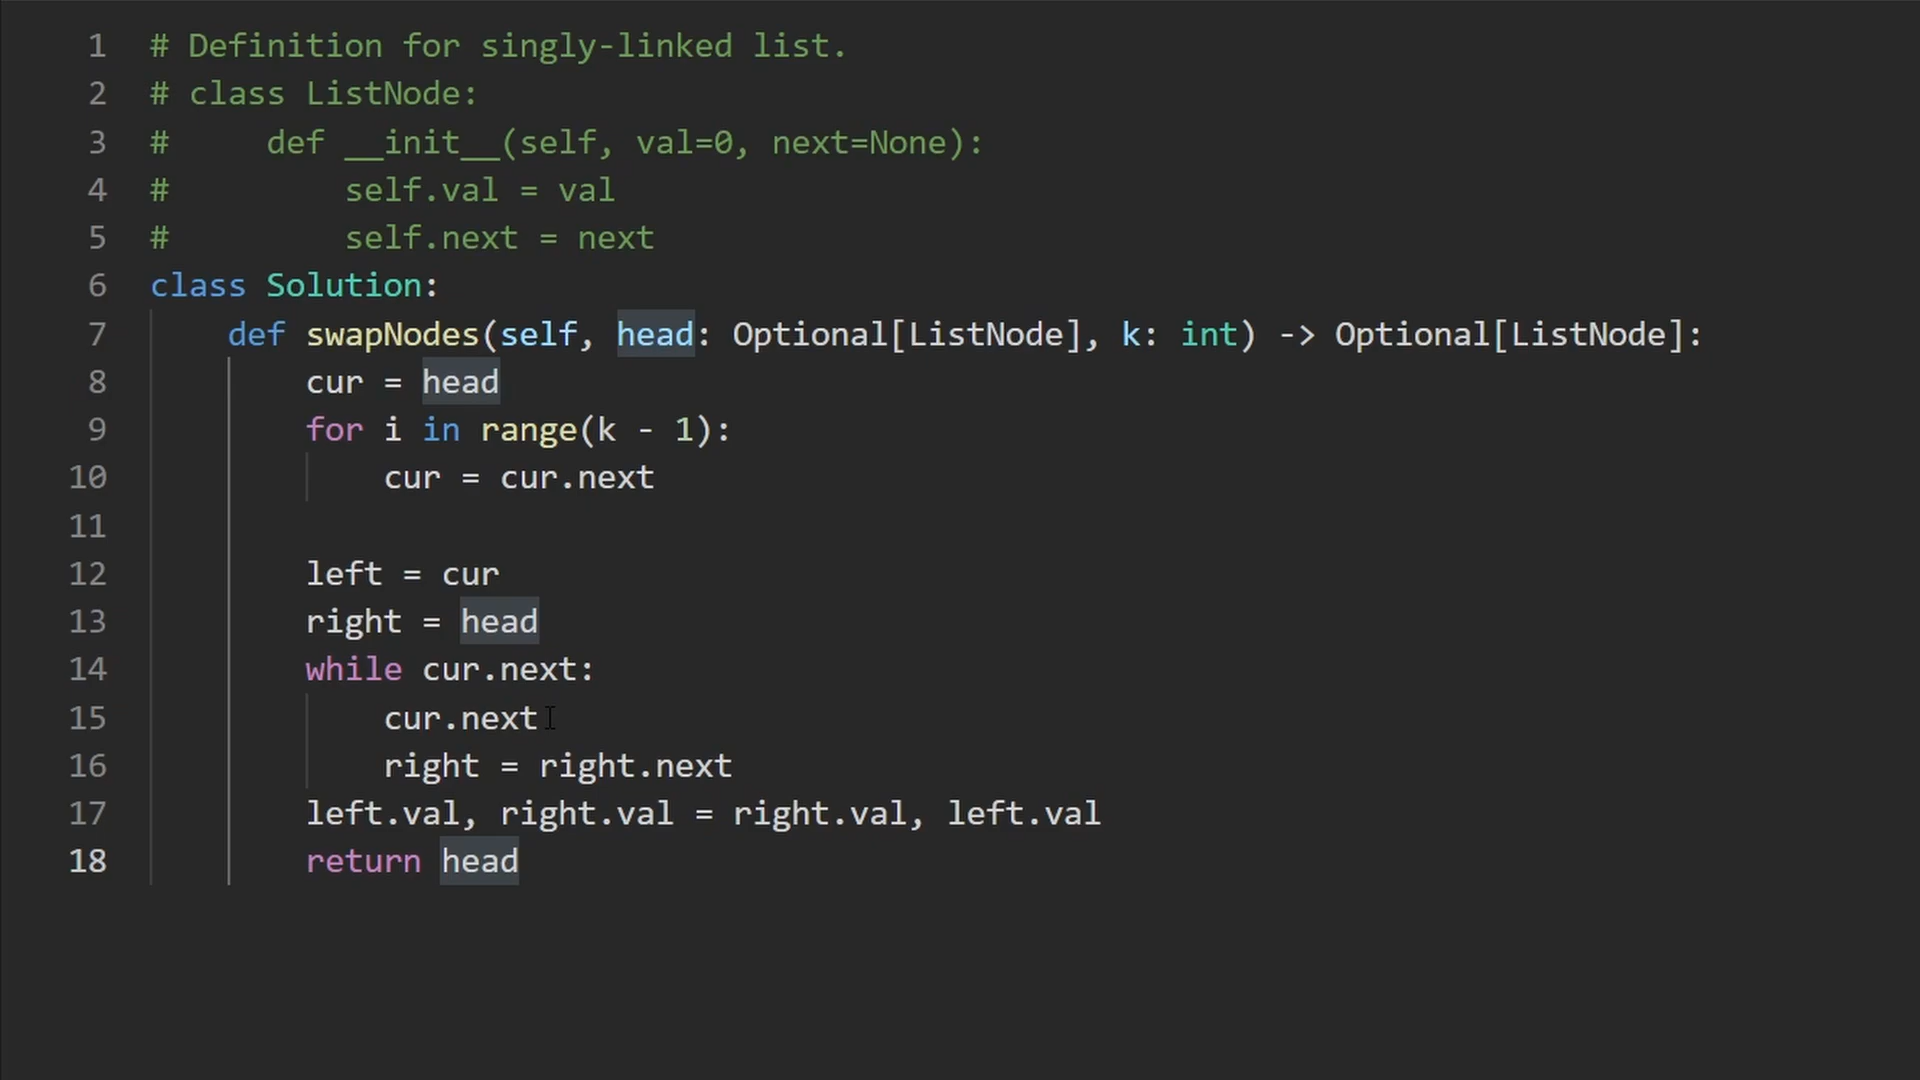 1 # Definition for singly-linked list.
2 # class ListNode:
3 #     def __init__(self, val=0, next=None):
4 #         self.val = val
5 #         self.next = next
6 class Solution:
7     def swapNodes(self, head: Optional[ListNode], k: int) -> Optional[ListNode]:
8         cur = head
9         for i in range(k - 1):
10             cur = cur.next
11
12         left = cur
13         right = head
14         while cur.next:
15             cur.next
16             right = right.next
17         left.val, right.val = right.val, left.val
18         return head